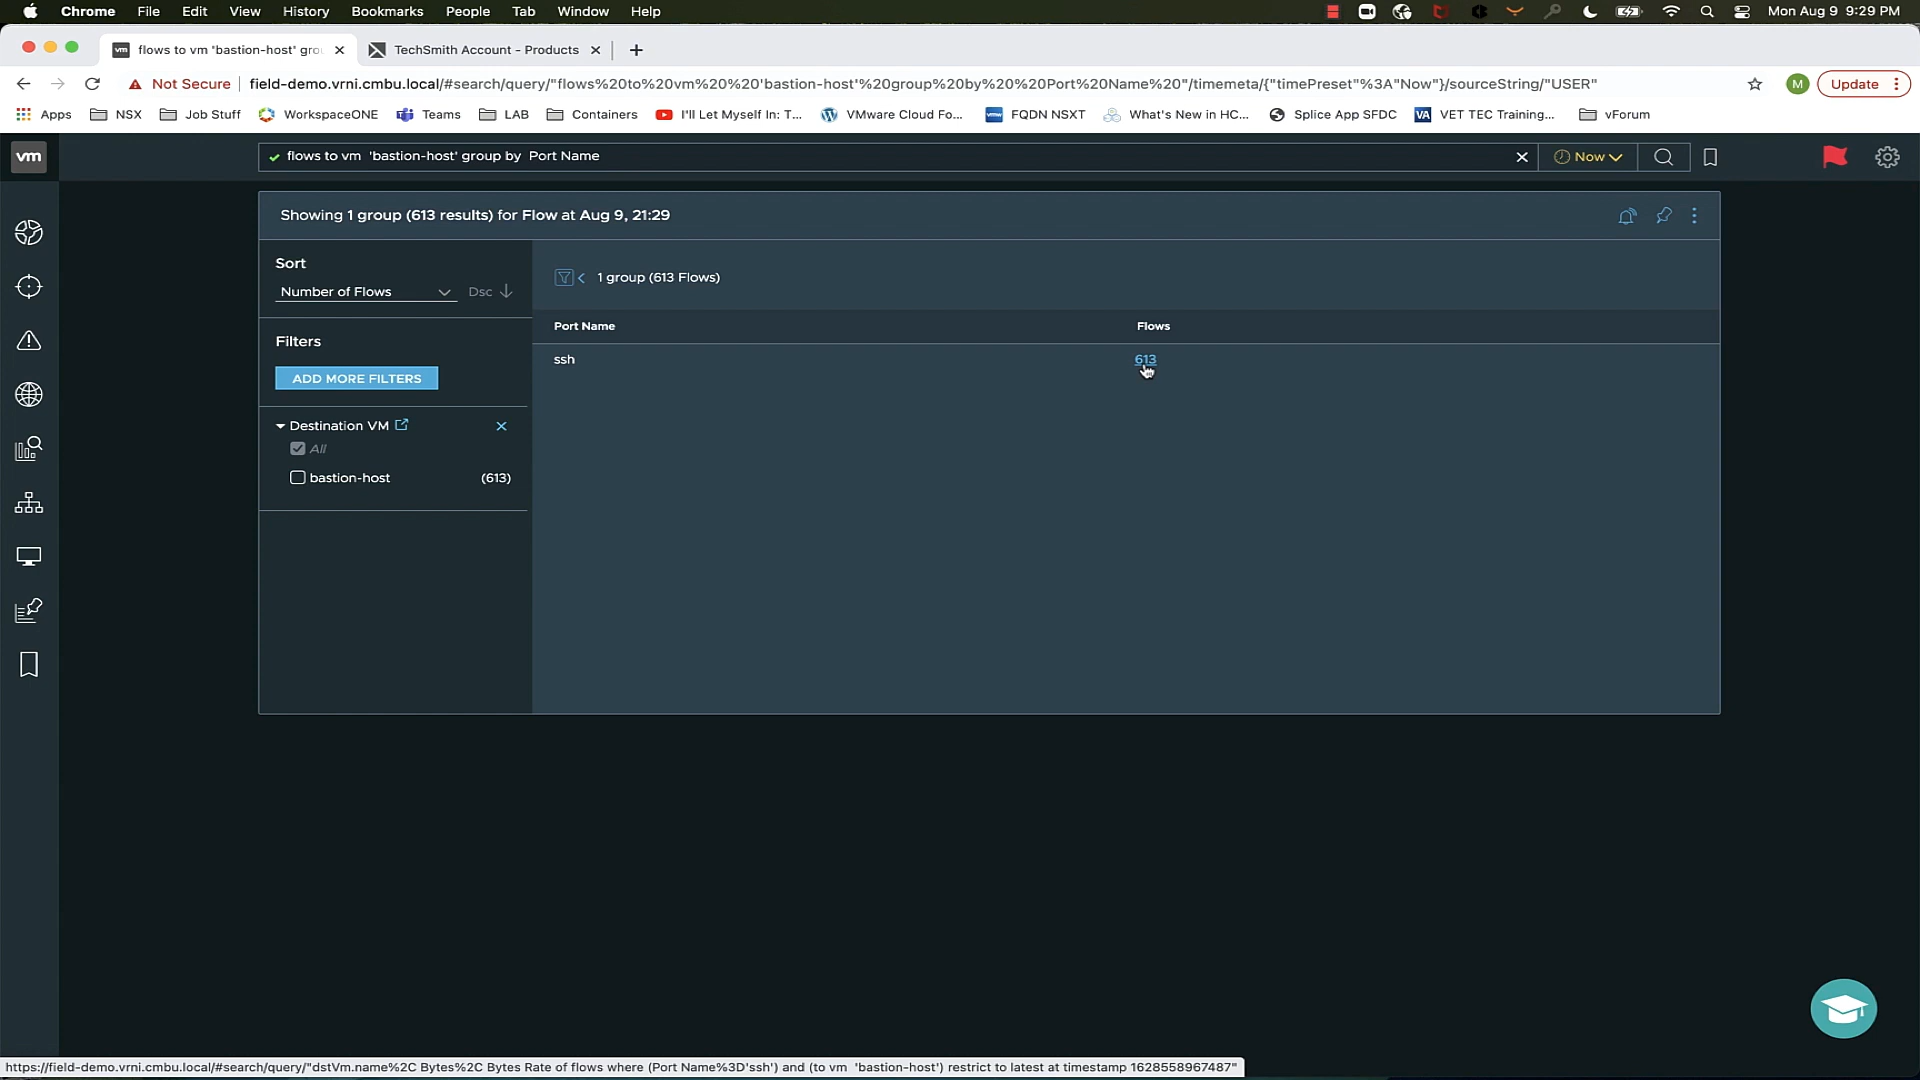 Chrome File Edit View History Bookmarks People Tab Window Help Mon Aug 9 9:29 PM
vm flows to vm 'bastion-host' gro TechSmith Account - Products
Not Secure field-demo.vrni.cmbu.local/#search/query/"flows%20to%20vm%20%20'bastion-host'%20group%20by%20%20Port%20Name%20"/timemeta/{"timePreset"%3A"Now"}/sourceString/"USER" M Update
Apps NSX Job Stuff WorkspaceONE Teams LAB Containers I'll Let Myself In: T... VMware Cloud Fo... vmw FQDN NSXT What's New in HC... Splice App SFDC VA VET TEC Training... vForum
vm flows to vm 'bastion-host' group by Port Name Now
Showing 1 group (613 results) for Flow at Aug 9, 21:29
Sort
Number of Flows Dsc
1 group (613 Flows)
Filters
ADD MORE FILTERS
Port Name Flows
ssh 613
Destination VM
All
bastion-host (613)
https://field-demo.vrni.cmbu.local/#search/query/"dstVm.name%2C Bytes%2C Bytes Rate of flows where (Port Name%3D'ssh') and (to vm 'bastion-host') restrict to latest at timestamp 1628558967487"